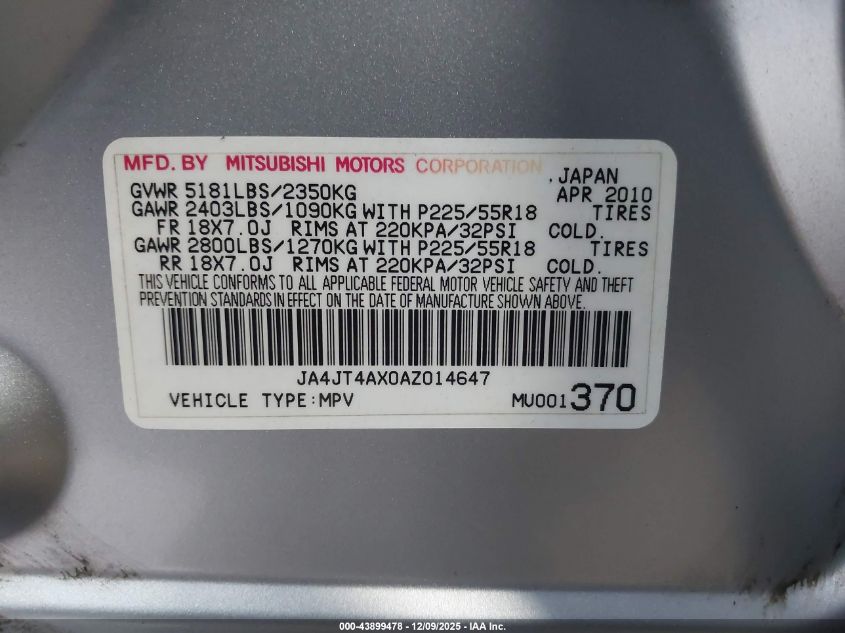 MFD. BY MITSUBISHI MOTORS CORPORATION
, JAPAN
GVWR 5181LBS/2350KG APR 2010
GAWR 2403LBS/1090KG WITH P225/55R18 TIRES
FR 18X7.0J RIMS AT 220KPA/32PSI COLD.
GAWR 2800LBS/1270KG WITH P225/55R18 TIRES
RR 18X7.0J RIMS AT 220KPA/32PSI COLD.
THIS VEHICLE CONFORMS TO ALL APPLICABLE FEDERAL MOTOR VEHICLE SAFETY AND THEFT
PREVENTION STANDARDS IN EFFECT ON THE DATE OF MANUFACTURE SHOWN ABOVE.
JA4JT4AX0AZ014647
VEHICLE TYPE:MPV MU001370
000-43899478 - 12/09/2025 - IAA Inc.